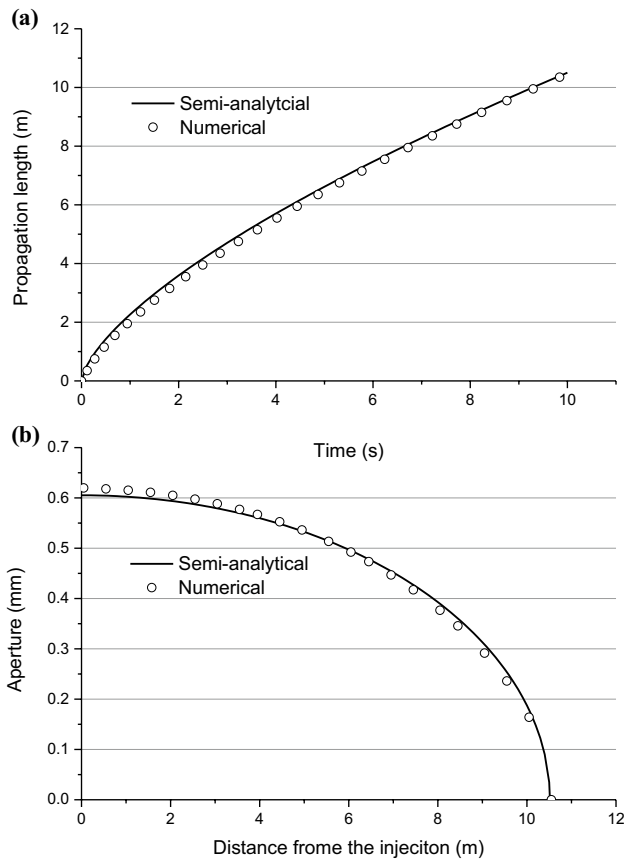 (a)
12
10
8
6
4
2
0
Propagation length (m)
Semi-analytcial
Numerical
0 2 4 6 8 10
Time (s)
(b)
0.7
0.6
0.5
0.4
0.3
0.2
0.1
0.0
Aperture (mm)
Semi-analytical
Numerical
0 2 4 6 8 10 12
Distance frome the injeciton (m)